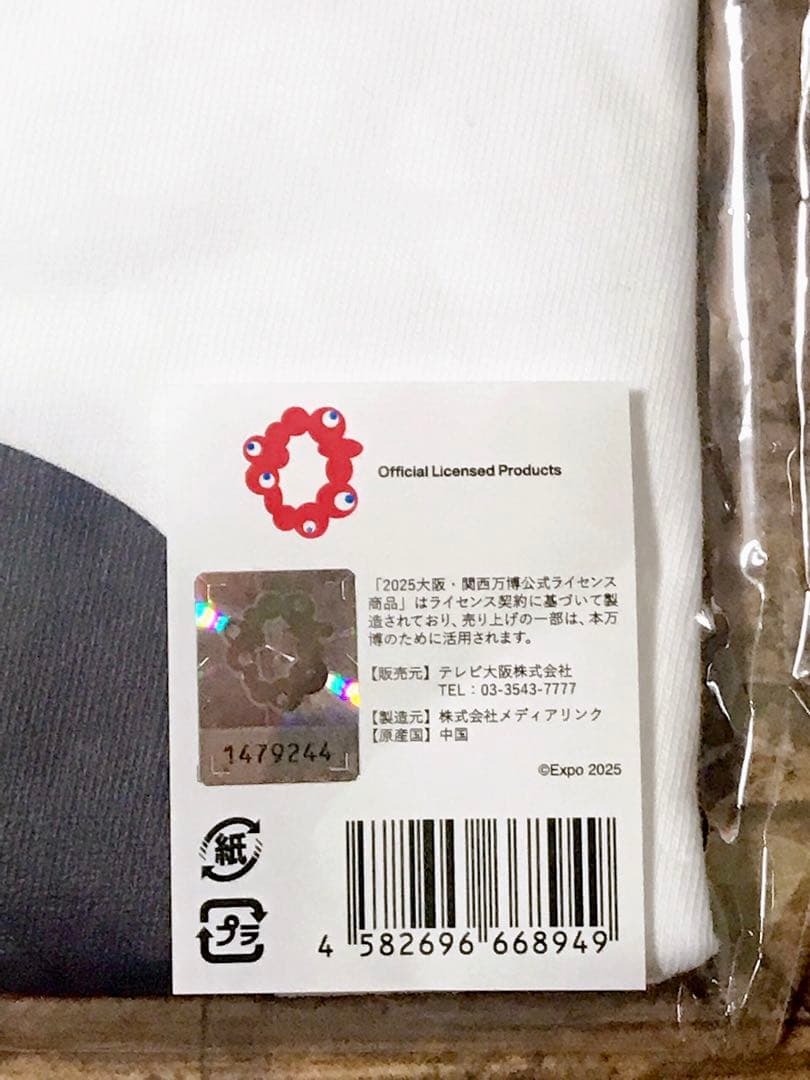 Official Licensed Products
「2025大阪・関西万博公式ライセンス
商品」はライセンス契約に基づいて製
造されており、売り上げの一部は、本万
博のために活用されます。
【販売元】テレビ大阪株式会社
TEL：03-3543-7777
【製造元】株式会社メディアリンク
【原産国】中国
©Expo 2025
1479244
紙
プラ
4 582696 668949